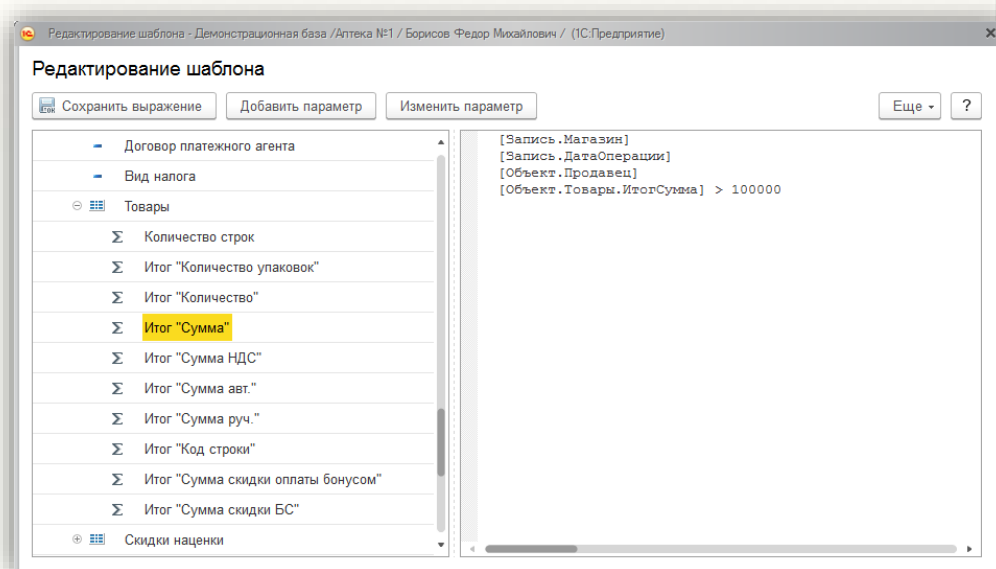 Редактирование шаблона - Демонстрационная база /Аптека №1 / Борисов Федор Михайлович / (1С:Предприятие)
Редактирование шаблона
Сохранить выражение Добавить параметр Изменить параметр Еще ?
Договор платежного агента
Вид налога
Товары
Количество строк
Итог "Количество упаковок"
Итог "Количество"
Итог "Сумма"
Итог "Сумма НДС"
Итог "Сумма авт."
Итог "Сумма руч."
Итог "Код строки"
Итог "Сумма скидки оплаты бонусом"
Итог "Сумма скидки БС"
Скидки наценки
[Запись.Магазин]
[Запись.ДатаОперации]
[Объект.Продавец]
[Объект.Товары.ИтогСумма] > 100000